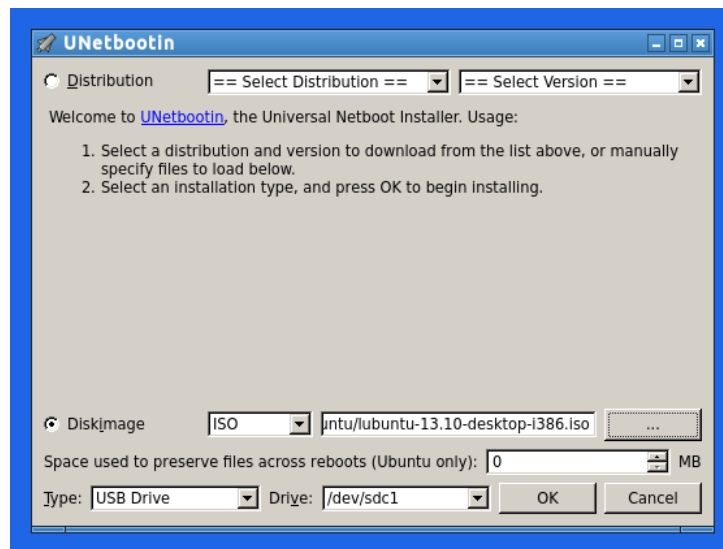 UNetbootin
Distribution == Select Distribution == == Select Version ==
Welcome to UNetbootin, the Universal Netboot Installer. Usage:
1. Select a distribution and version to download from the list above, or manually
specify files to load below.
2. Select an installation type, and press OK to begin installing.
Diskimage ISO untu/lubuntu-13.10-desktop-i386.iso ...
Space used to preserve files across reboots (Ubuntu only): 0 MB
Type: USB Drive Drive: /dev/sdc1 OK Cancel